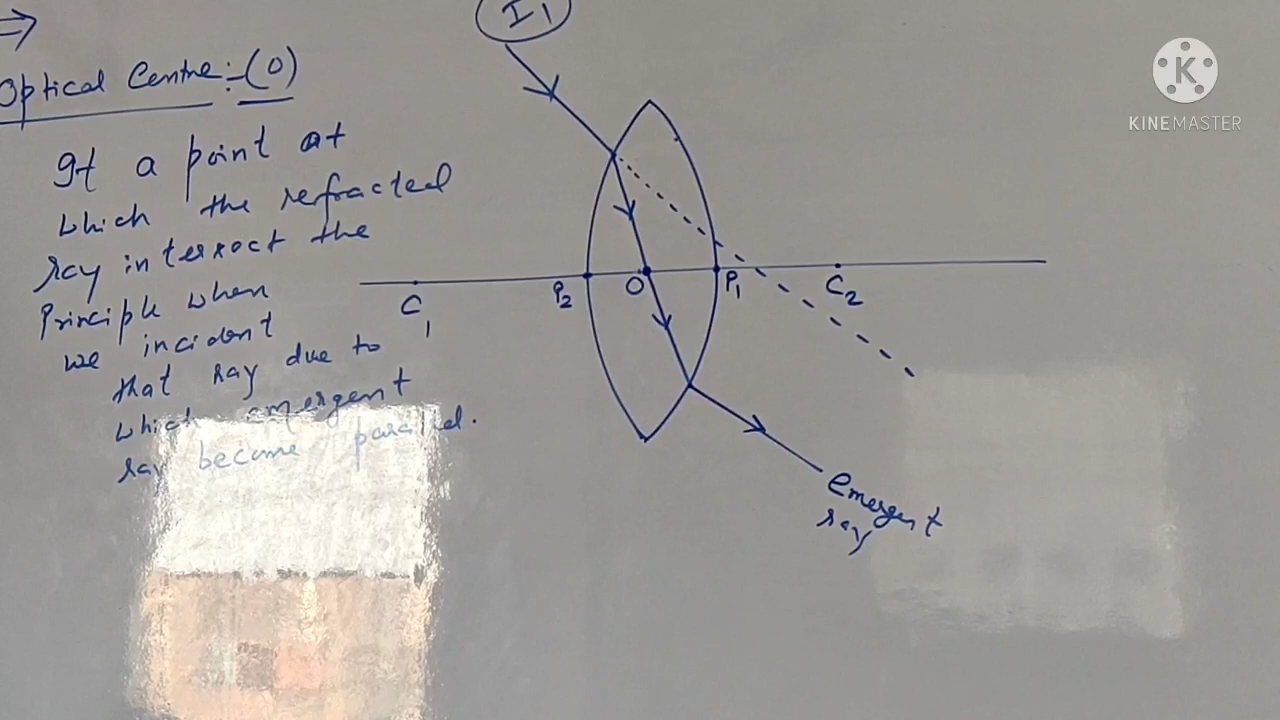 ⇒
Optical Centre:-(O)
It a point at
which the refracted
ray intersect the
Principle when
we incident
that ray due to
which emergent
ray become parallel.
I1
C1
P2
O
P1
C2
emergent
ray
K
KINEMASTER